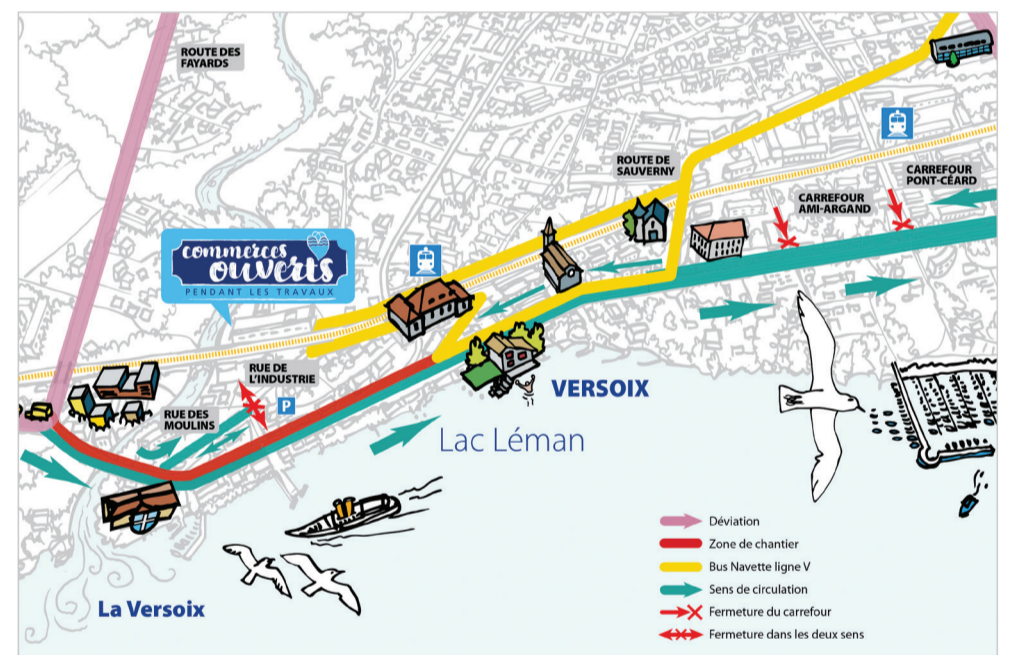 ROUTE DES
FAYARDS
ROUTE DE
SAUVERNY
CARREFOUR
PONT-CÉARD
CARREFOUR
AMI-ARGAND
commerces
ouverts
PENDANT LES TRAVAUX
RUE DE
L'INDUSTRIE
P
RUE DES
MOULINS
VERSOIX
Lac Léman
La Versoix
Déviation
Zone de chantier
Bus Navette ligne V
Sens de circulation
Fermeture du carrefour
Fermeture dans les deux sens